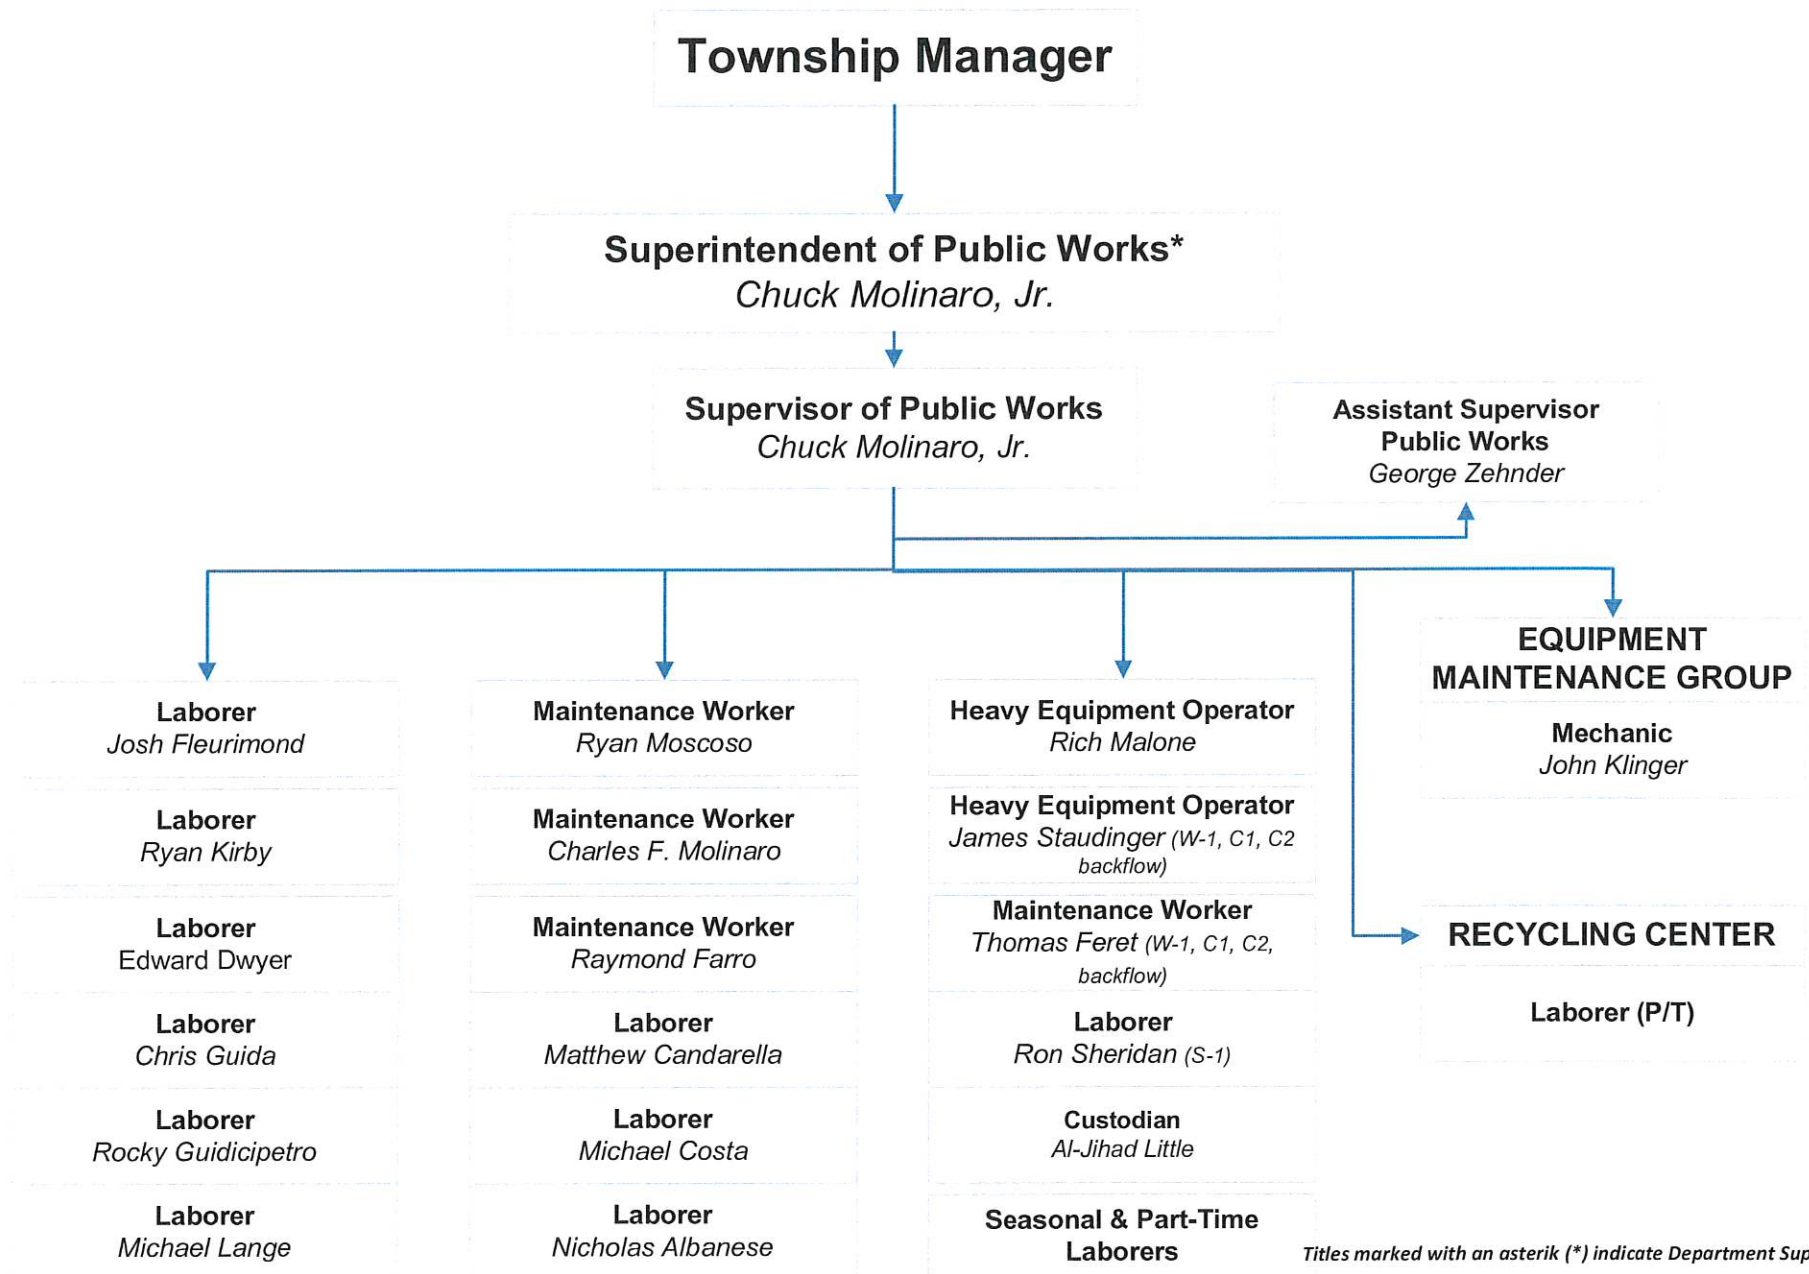 Township Manager
Superintendent of Public Works*
Chuck Molinaro, Jr.
Supervisor of Public Works
Chuck Molinaro, Jr.
Assistant Supervisor
Public Works
George Zehnder
Laborer
Josh Fleurimond
Laborer
Ryan Kirby
Laborer
Edward Dwyer
Laborer
Chris Guida
Laborer
Rocky Guidicipetro
Laborer
Michael Lange
Maintenance Worker
Ryan Moscoso
Maintenance Worker
Charles F. Molinaro
Maintenance Worker
Raymond Farro
Laborer
Matthew Candarella
Laborer
Michael Costa
Laborer
Nicholas Albanese
Heavy Equipment Operator
Rich Malone
Heavy Equipment Operator
James Staudinger (W-1, C1, C2
backflow)
Maintenance Worker
Thomas Feret (W-1, C1, C2,
backflow)
Laborer
Ron Sheridan (S-1)
Custodian
Al-Jihad Little
Seasonal & Part-Time
Laborers
EQUIPMENT
MAINTENANCE GROUP
Mechanic
John Klinger
RECYCLING CENTER
Laborer (P/T)
Titles marked with an asterik (*) indicate Department Sup